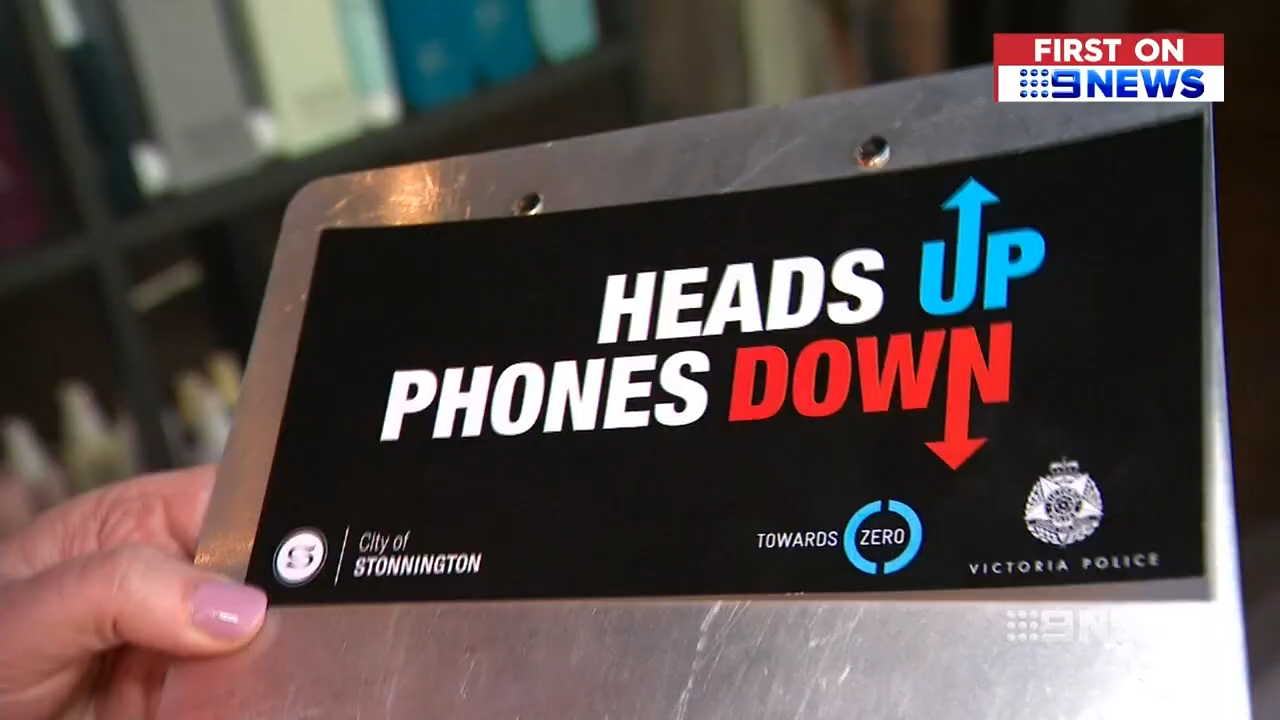 FIRST ON
9NEWS
HEADS UP
PHONES DOWN
City of
STONNINGTON
TOWARDS ZERO
VICTORIA POLICE